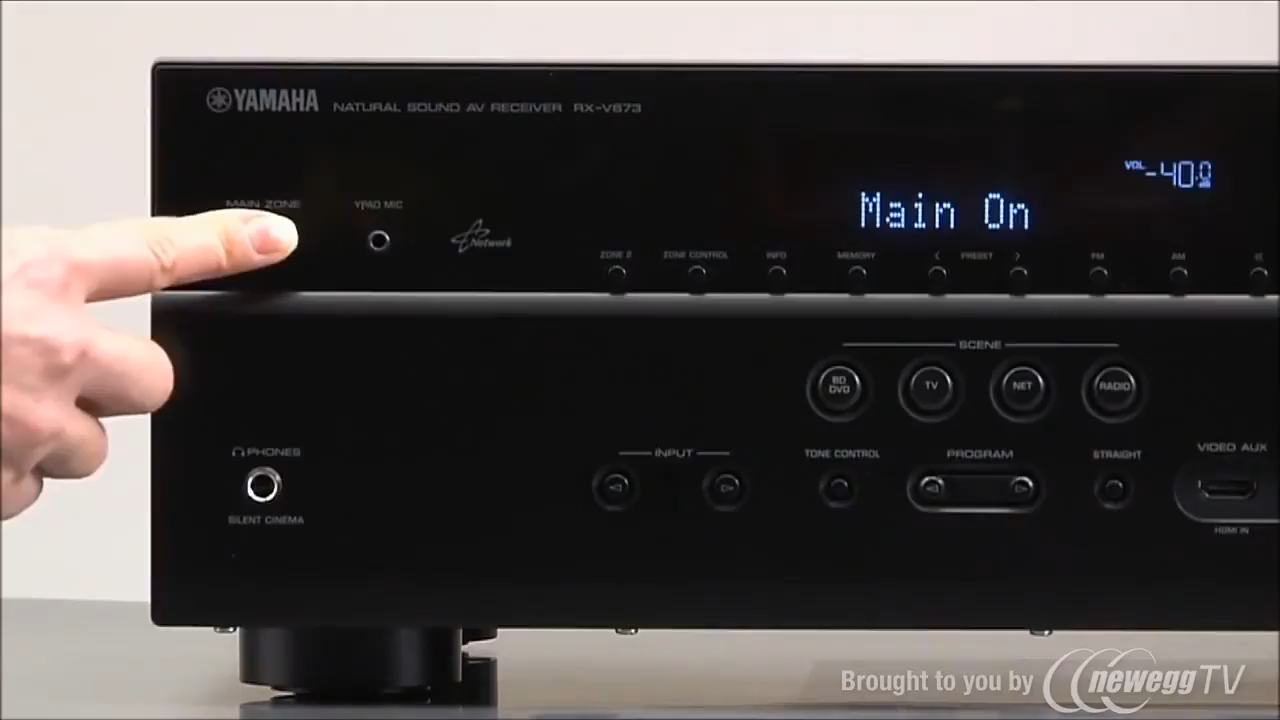 YAMAHA NATURAL SOUND AV RECEIVER RX-V673
VOL -40.0 dB
Main On
MAIN ZONE
YPAO MIC
Network
ZONE 2 ZONE CONTROL INFO MEMORY < PRESET > FM AM
SCENE
BD DVD TV NET RADIO
PHONES
INPUT TONE CONTROL PROGRAM STRAIGHT VIDEO AUX
SILENT CINEMA
HDMI IN
Brought to you by neweggTV